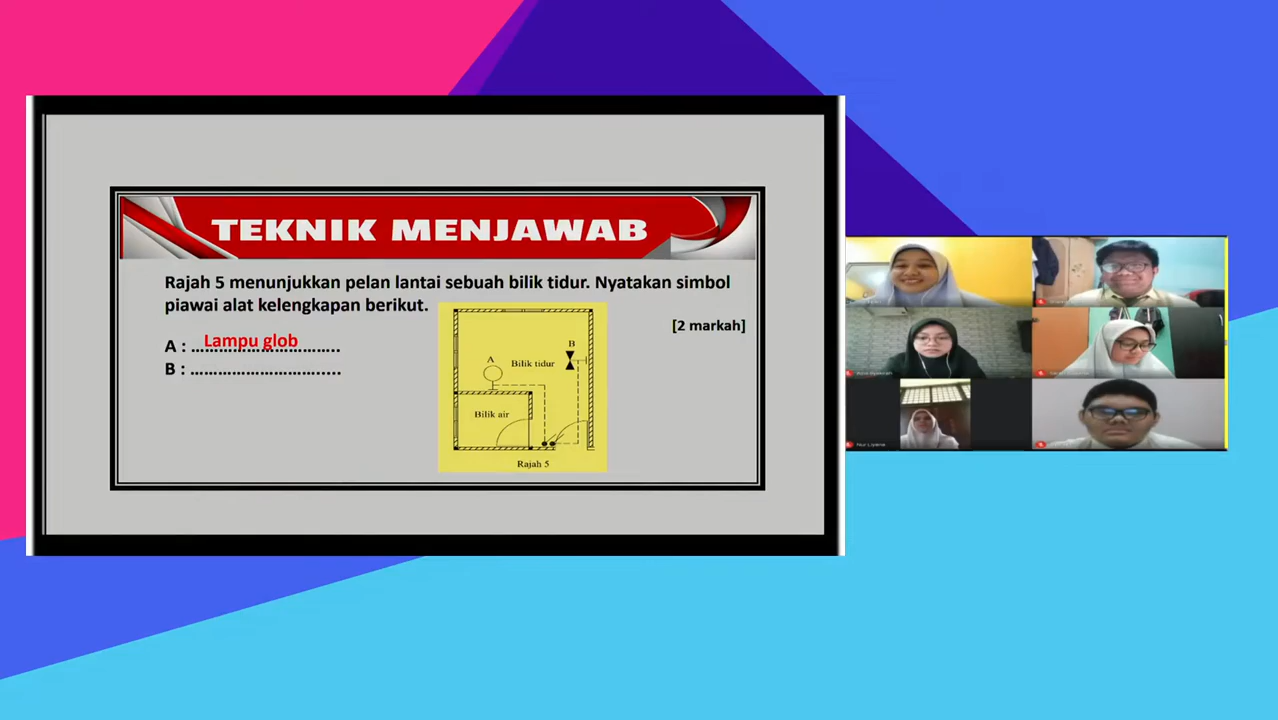 TEKNIK MENJAWAB
Rajah 5 menunjukkan pelan lantai sebuah bilik tidur. Nyatakan simbol
piawai alat kelengkapan berikut.
[2 markah]
A : ................................
Lampu glob
B : ................................
A
Bilik tidur
B
Bilik air
Rajah 5